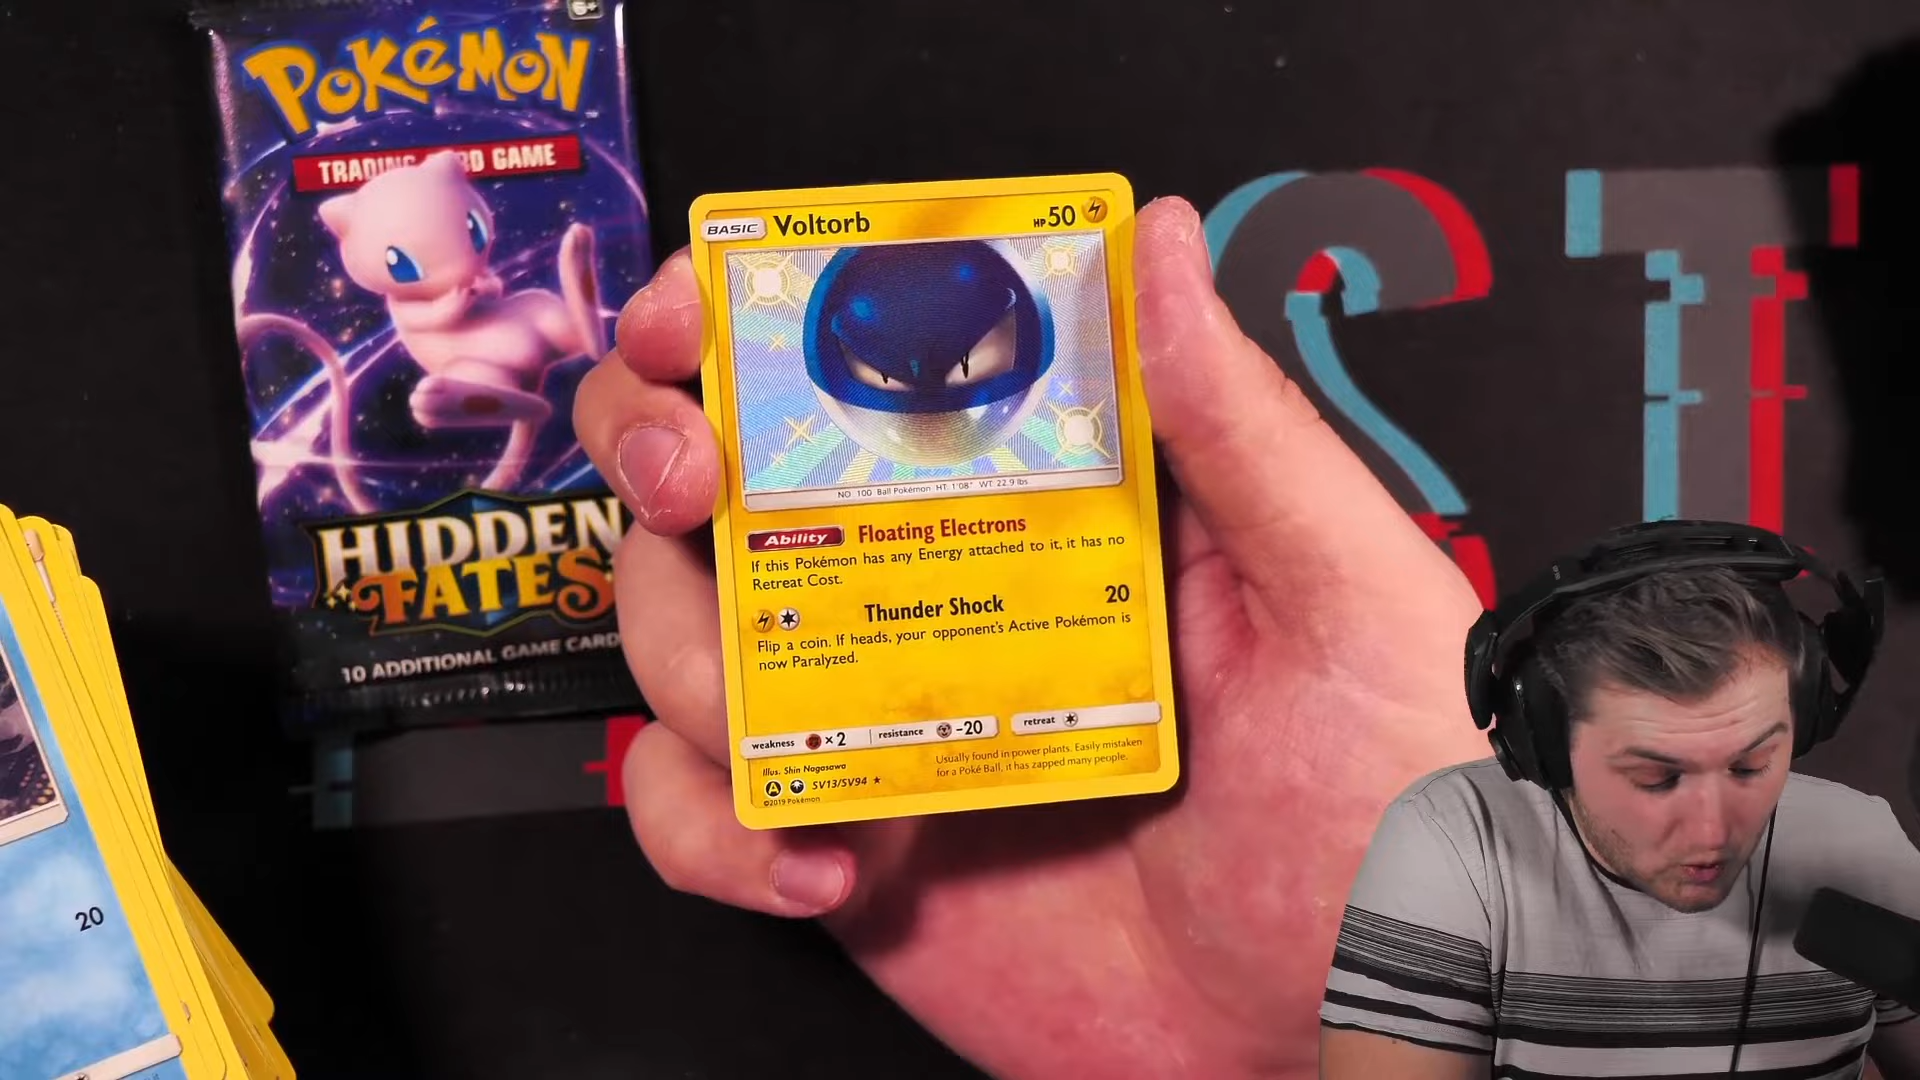 POKÉMON
TRADING CARD GAME
HIDDEN
FATES
10 ADDITIONAL GAME CARD
BASIC Voltorb HP 50
NO 100 Ball Pokémon HT. 1'08" WT. 22.9 lbs
Ability Floating Electrons
If this Pokémon has any Energy attached to it, it has no
Retreat Cost.
Thunder Shock 20
Flip a coin. If heads, your opponent's Active Pokémon is
now Paralyzed.
weakness ×2 resistance -20 retreat
Illus. Shin Nagasawa
Usually found in power plants. Easily mistaken
for a Poké Ball, it has zapped many people.
A SV13/SV94 ★
©2019 Pokémon
20
ST